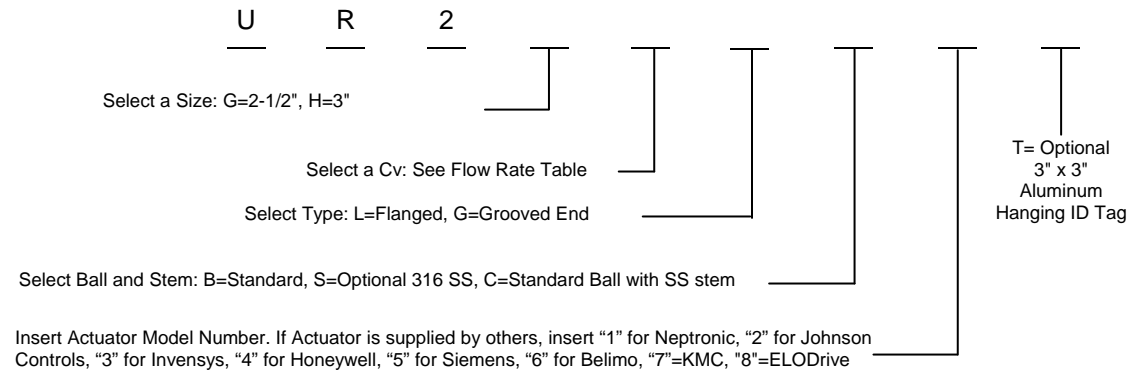 U R 2
Select a Size: G=2-1/2", H=3"
Select a Cv: See Flow Rate Table
Select Type: L=Flanged, G=Grooved End
T= Optional
3" x 3"
Aluminum
Hanging ID Tag
Select Ball and Stem: B=Standard, S=Optional 316 SS, C=Standard Ball with SS stem
Insert Actuator Model Number. If Actuator is supplied by others, insert “1” for Neptronic, “2” for Johnson
Controls, “3” for Invensys, “4” for Honeywell, “5” for Siemens, “6” for Belimo, “7”=KMC, "8"=ELODrive